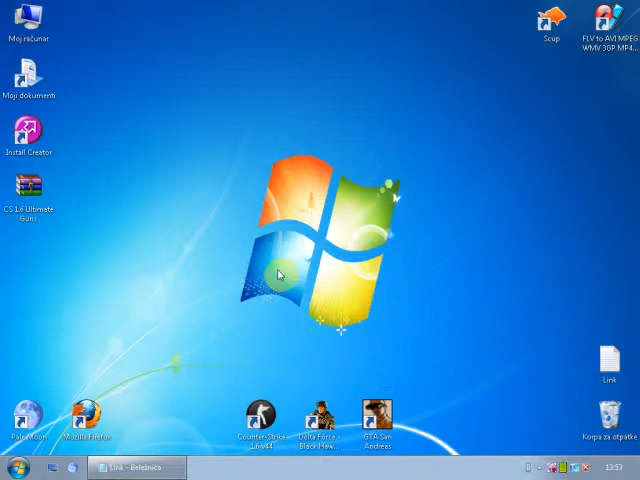 Moj računar
Scup
FLV to AVI MPEG
WMV 3GP MP4...
Moji dokumenti
Install Creator
CS 1.6 Ultimate
Guns
Link
Pale Moon
Mozilla Firefox
Counter-Strike
1.6 v44
Delta Force -
Black Haw...
GTA San
Andreas
Korpa za otpatke
Link - Beležnica
13:53